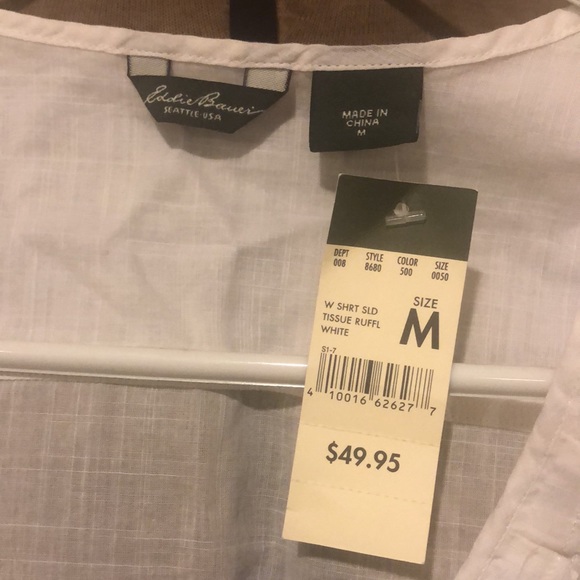 Eddie Bauer
SEATTLE·USA
MADE IN
CHINA
M
DEPT STYLE COLOR SIZE
008 8680 500 0050
W SHRT SLD
TISSUE RUFFL
WHITE
SIZE
M
S1-7
4 10016 62627 7
$49.95